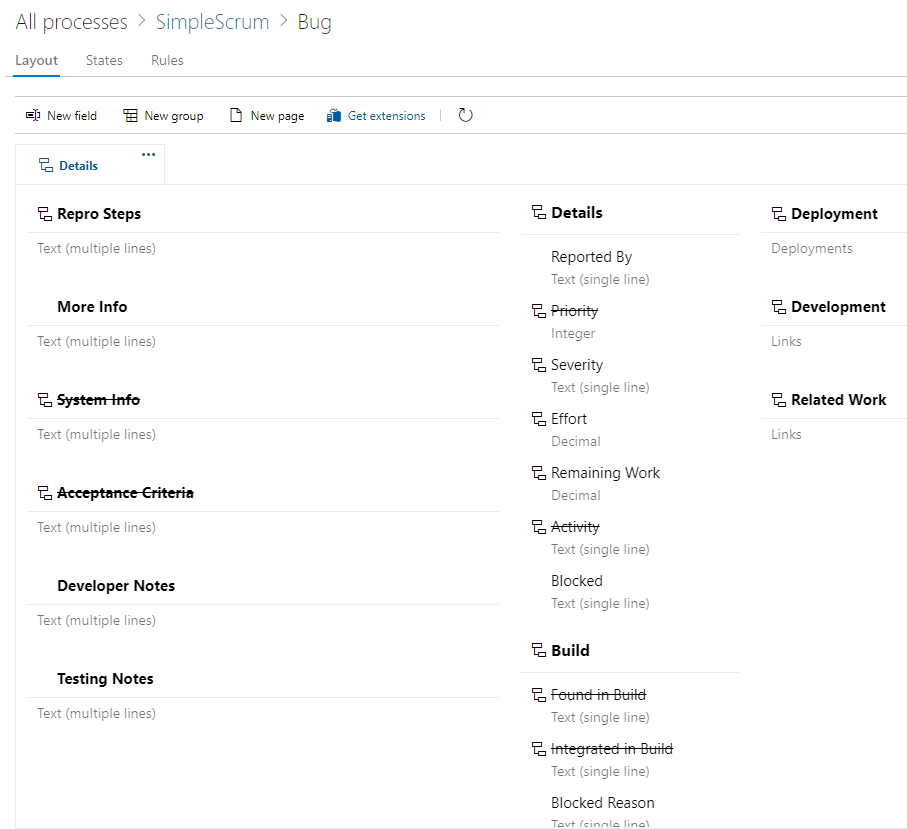 All processes > SimpleScrum > Bug
Layout States Rules
New field New group New page Get extensions
Details ...
Repro Steps
Text (multiple lines)
More Info
Text (multiple lines)
System Info
Text (multiple lines)
Acceptance Criteria
Text (multiple lines)
Developer Notes
Text (multiple lines)
Testing Notes
Text (multiple lines)
Details
Reported By
Text (single line)
Priority
Integer
Severity
Text (single line)
Effort
Decimal
Remaining Work
Decimal
Activity
Text (single line)
Blocked
Text (single line)
Build
Found in Build
Text (single line)
Integrated in Build
Text (single line)
Blocked Reason
Text (single line)
Deployment
Deployments
Development
Links
Related Work
Links